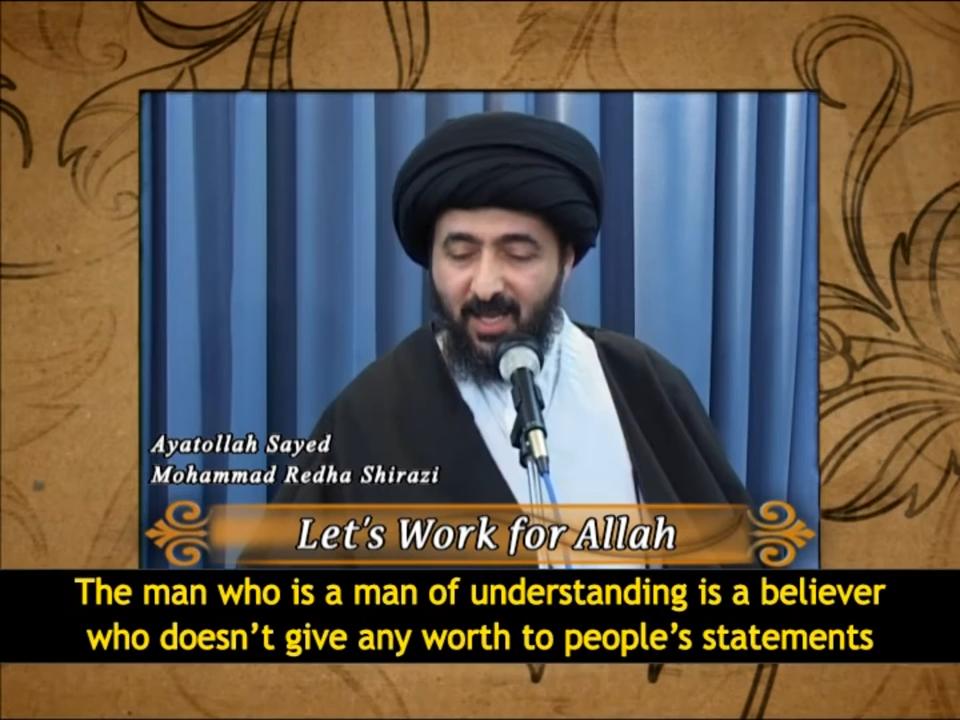 Ayatollah Sayed
Mohammad Redha Shirazi
Let's Work for Allah
The man who is a man of understanding is a believer
who doesn’t give any worth to people’s statements